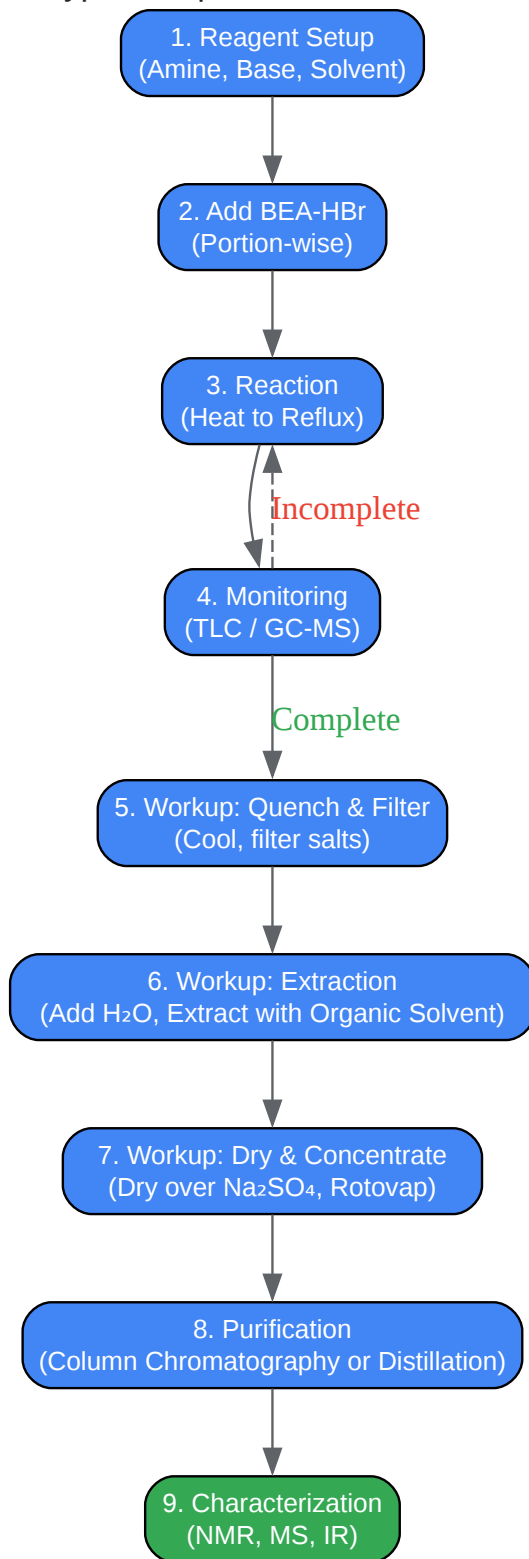 1. Reagent Setup
(Amine, Base, Solvent)
2. Add BEA-HBr
(Portion-wise)
3. Reaction
(Heat to Reflux)
Incomplete
4. Monitoring
(TLC / GC-MS)
Complete
5. Workup: Quench & Filter
(Cool, filter salts)
6. Workup: Extraction
(Add H₂O, Extract with Organic Solvent)
7. Workup: Dry & Concentrate
(Dry over Na₂SO₄, Rotovap)
8. Purification
(Column Chromatography or Distillation)
9. Characterization
(NMR, MS, IR)